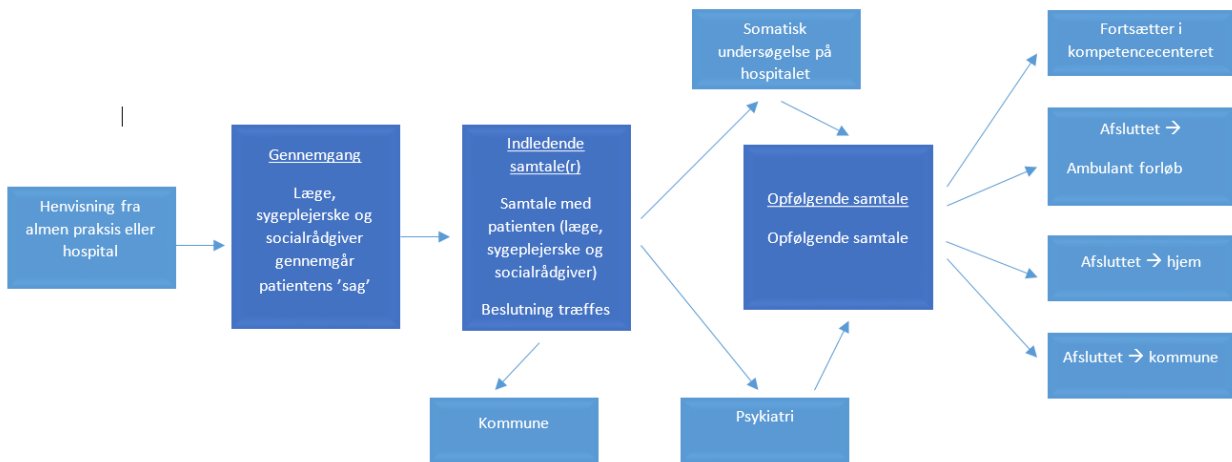 Henvisning fra
almen praksis eller
hospital
Gennemgang
Læge,
sygeplejerske og
socialrådgiver
gennemgår
patientens ’sag’
Indledende
samtale(r)
Samtale med
patienten (læge,
sygeplejerske og
socialrådgiver)
Beslutning træffes
Kommune
Somatisk
undersøgelse på
hospitalet
Psykiatri
Opfølgende samtale
Opfølgende samtale
Fortsætter i
kompetencecenteret
Afsluttet →
Ambulant forløb
Afsluttet → hjem
Afsluttet → kommune